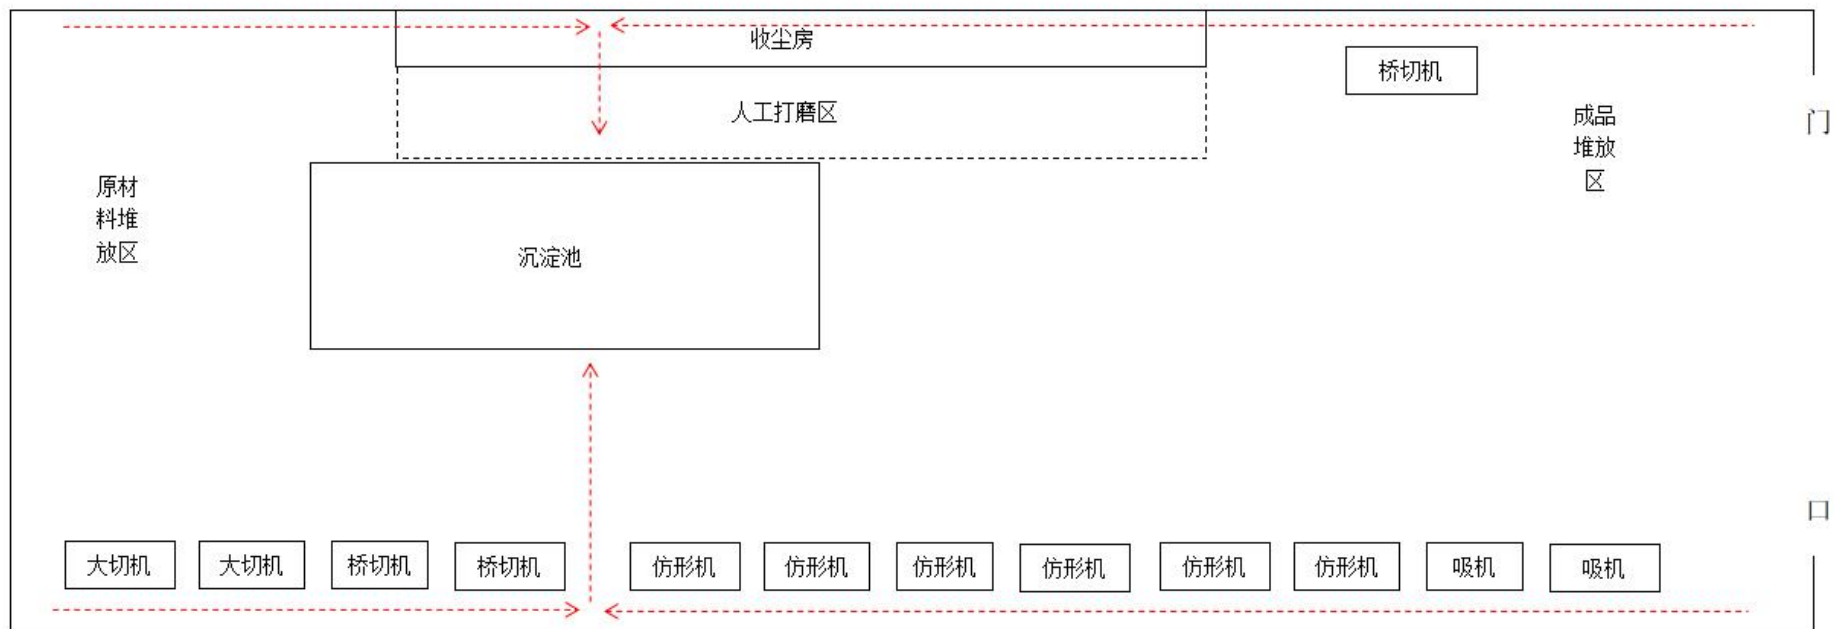 收尘房
桥切机
人工打磨区
成品
堆放
区
门
原材
料堆
放区
沉淀池
口
大切机
大切机
桥切机
桥切机
仿形机
仿形机
仿形机
仿形机
仿形机
仿形机
吸机
吸机